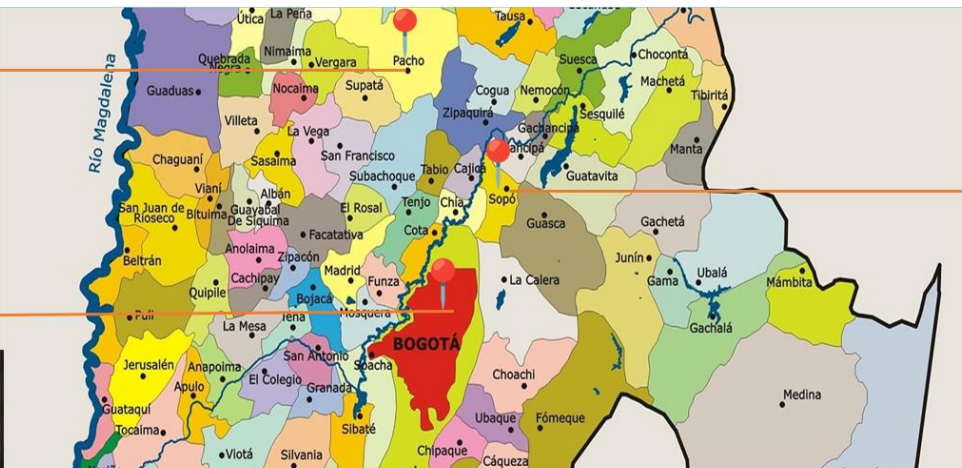 Útica
La Peña
Tausa
Quebrada
Negra
Nimaima
Vergara
Pacho
Suesca
Chocontá
Guaduas
Nocaima
Supatá
Cogua
Nemocón
Machetá
Tibiritá
Zipaquirá
Sesquilé
Río Magdalena
Villeta
La Vega
Gachancipá
Manta
Chaguaní
Sasaima
San Francisco
Subachoque
Tabio
Cajicá
Guatavita
Vianí
Albán
San Juan de
Rioseco
Bituima
Guayabal
De Siquima
El Rosal
Tenjo
Chía
Sopó
Guasca
Gachetá
Facatativa
Cota
Anolaima
Zipacón
Beltrán
Madrid
Funza
La Calera
Junín
Gama
Ubalá
Mámbita
Cachipay
Quipile
Bojacá
Mosquera
Pulí
La Mesa
Tena
Gachalá
BOGOTÁ
Jerusalén
Anapoima
San Antonio
Soacha
Choachi
Apulo
El Colegio
Granada
Medina
Guataquí
Tocaima
Sibaté
Ubaque
Fómeque
Viotá
Silvania
Chipaque
Cáqueza